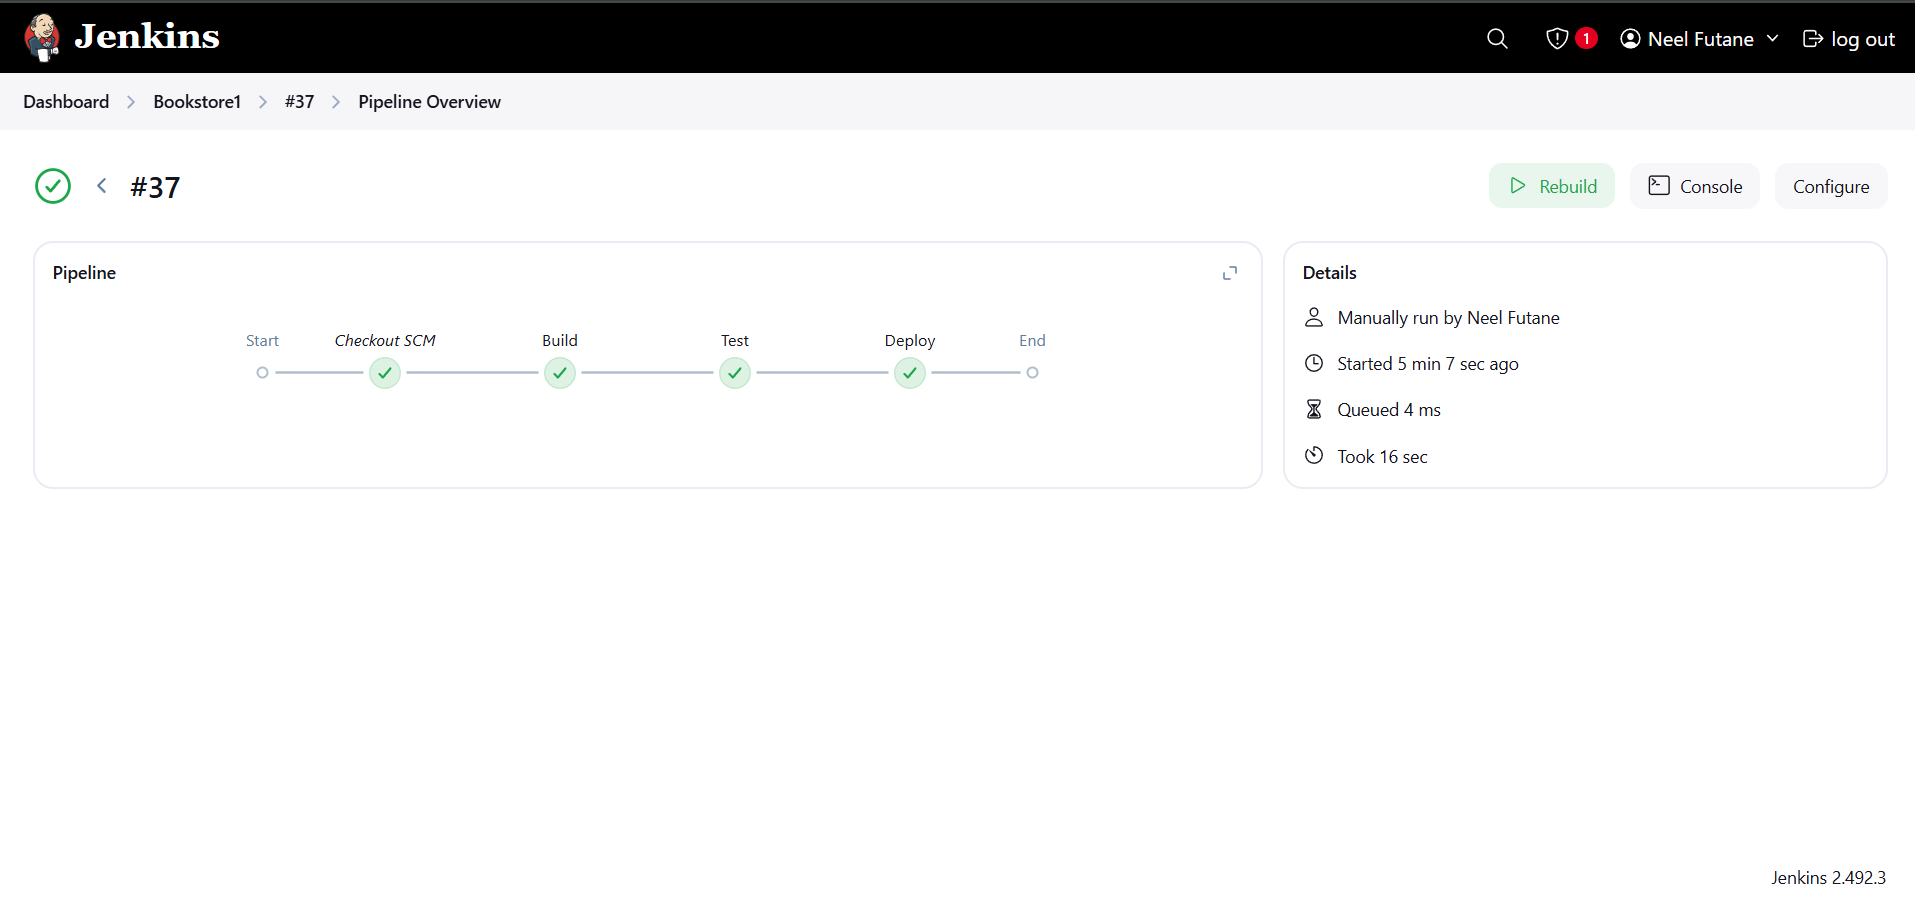 Jenkins
1
Neel Futane
log out
Dashboard
Bookstore1
#37
Pipeline Overview
#37
Rebuild
Console
Configure
Pipeline
Start
Checkout SCM
Build
Test
Deploy
End
Details
Manually run by Neel Futane
Started 5 min 7 sec ago
Queued 4 ms
Took 16 sec
Jenkins 2.492.3